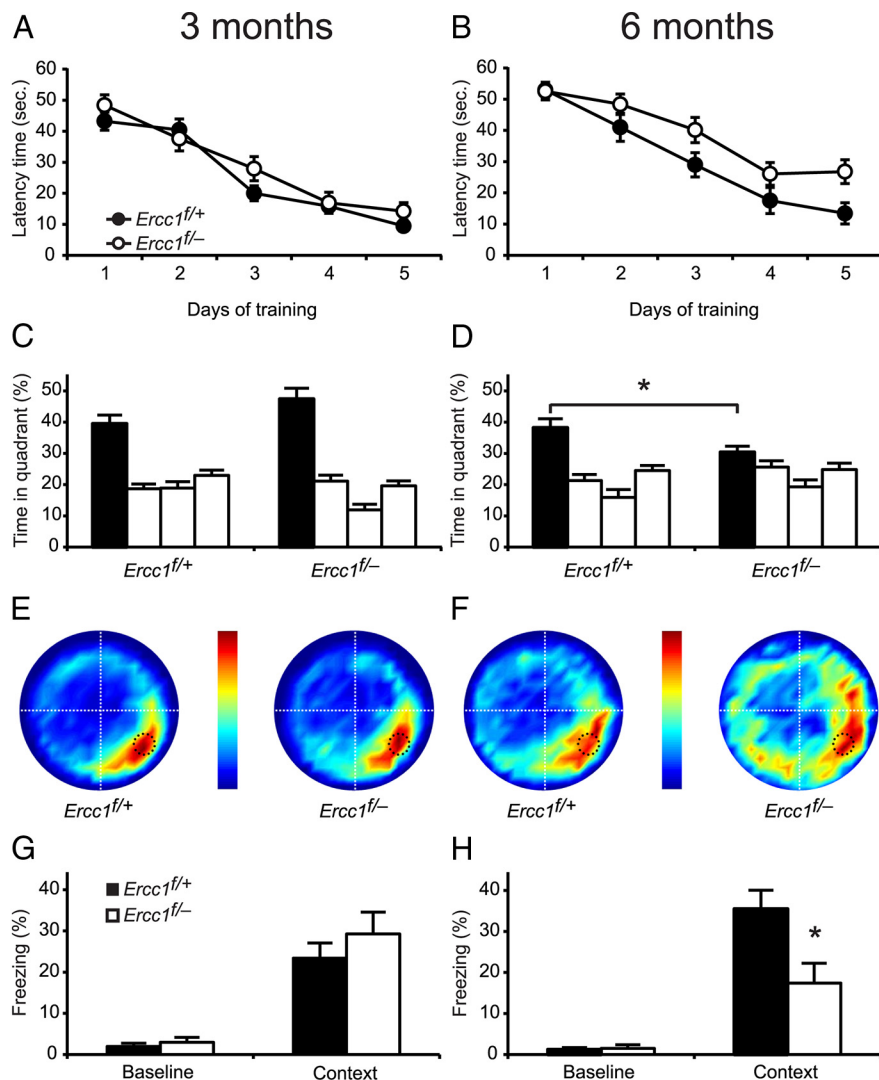 A 3 months
B 6 months
Latency time (sec.)
60
50
40
30
20
10
0
Ercc1f/+
Ercc1f/–
1 2 3 4 5
Days of training
Latency time (sec.)
60
50
40
30
20
10
0
1 2 3 4 5
Days of training
C
Time in quadrant (%)
50
40
30
20
10
0
Ercc1f/+ Ercc1f/–
D
Time in quadrant (%)
50
40
30
20
10
0
*
Ercc1f/+ Ercc1f/–
E
Ercc1f/+ Ercc1f/–
F
Ercc1f/+ Ercc1f/–
G
Freezing (%)
40
30
20
10
0
Ercc1f/+
Ercc1f/–
Baseline Context
H
Freezing (%)
40
30
20
10
0
*
Baseline Context